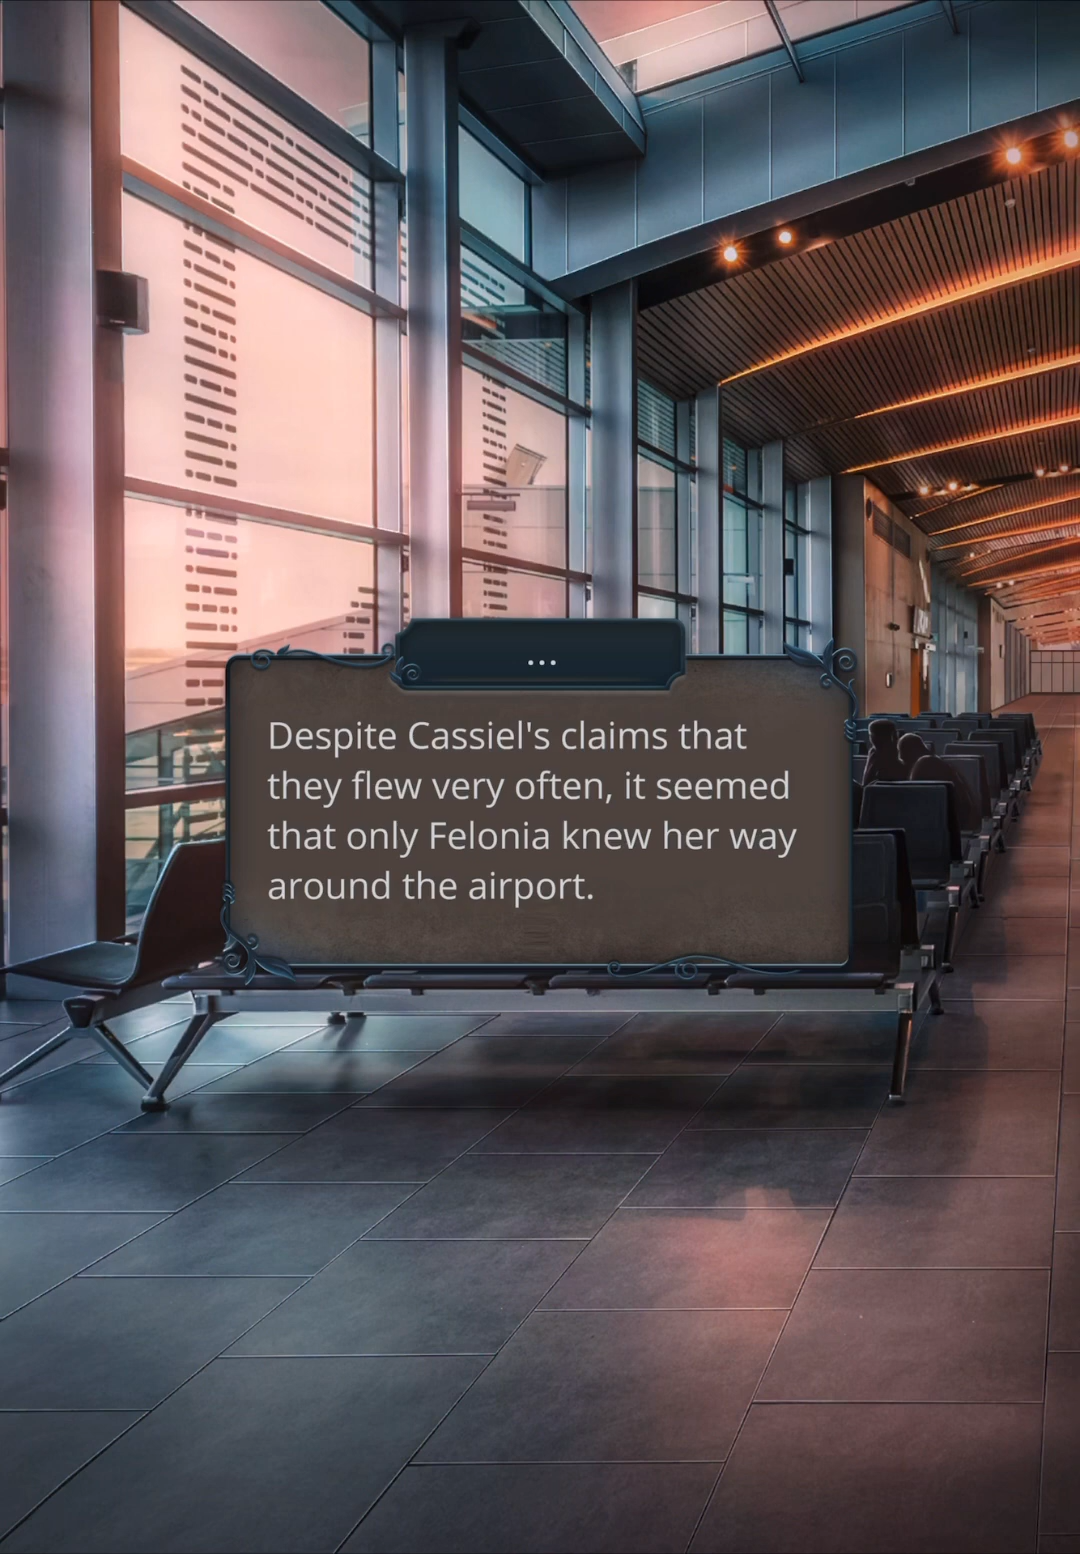 ...
Despite Cassiel's claims that
they flew very often, it seemed
that only Felonia knew her way
around the airport.